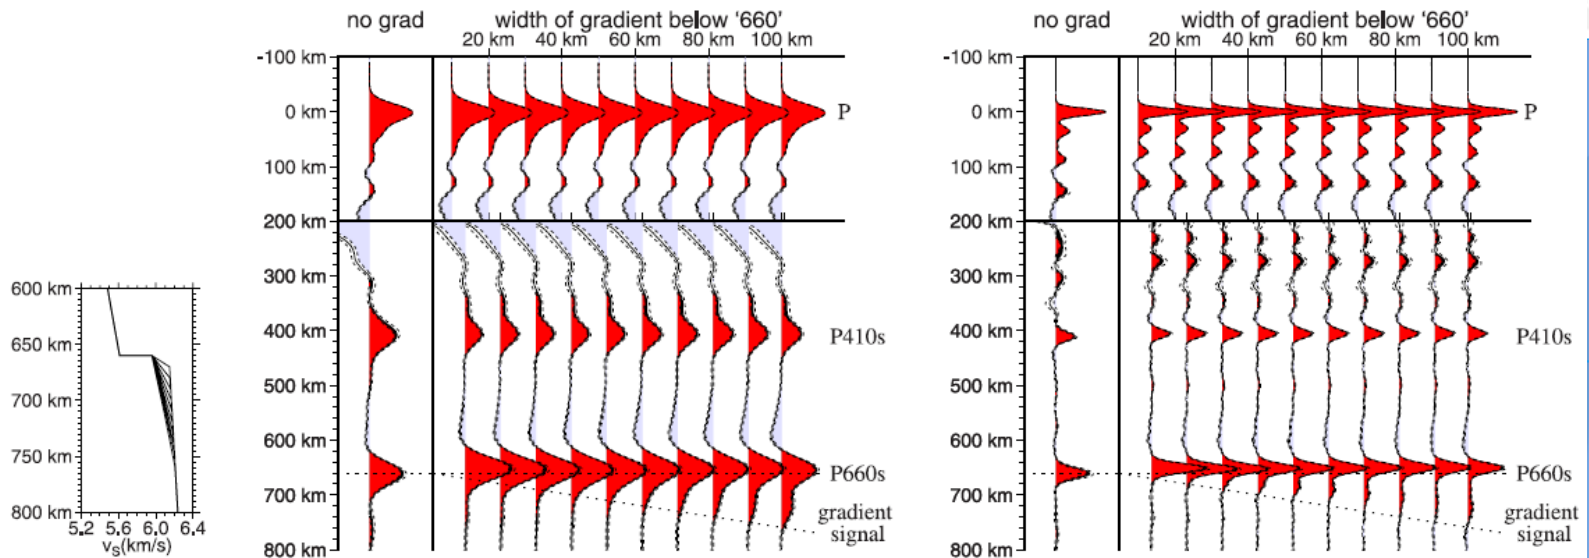 600 km
650 km
700 km
750 km
800 km
5.2 5.6 6.0 6.4
vS(km/s)
no grad width of gradient below '660'
20 km 40 km 60 km 80 km 100 km
-100 km
0 km
100 km
200 km
300 km
400 km
500 km
600 km
700 km
800 km
P
P410s
P660s
gradient
signal
no grad width of gradient below '660'
20 km 40 km 60 km 80 km 100 km
-100 km
0 km
100 km
200 km
300 km
400 km
500 km
600 km
700 km
800 km
P
P410s
P660s
gradient
signal